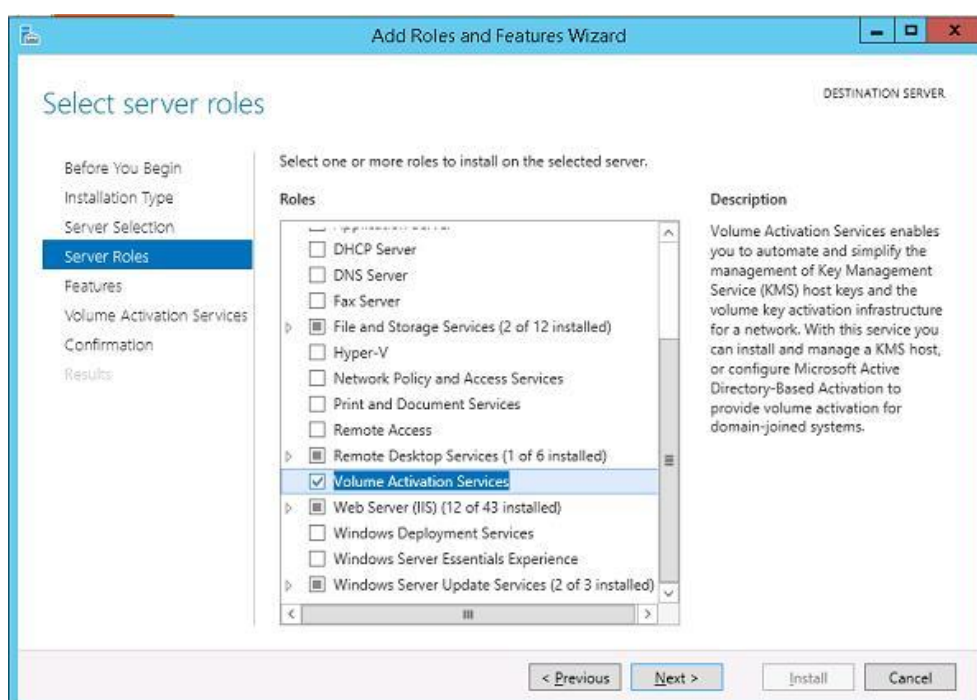 Add Roles and Features Wizard
Select server roles
DESTINATION SERVER
Before You Begin
Installation Type
Server Selection
Server Roles
Features
Volume Activation Services
Confirmation
Results
Select one or more roles to install on the selected server.
Roles
DHCP Server
DNS Server
Fax Server
File and Storage Services (2 of 12 installed)
Hyper-V
Network Policy and Access Services
Print and Document Services
Remote Access
Remote Desktop Services (1 of 6 installed)
Volume Activation Services
Web Server (IIS) (12 of 43 installed)
Windows Deployment Services
Windows Server Essentials Experience
Windows Server Update Services (2 of 3 installed)
Description
Volume Activation Services enables
you to automate and simplify the
management of Key Management
Service (KMS) host keys and the
volume key activation infrastructure
for a network. With this service you
can install and manage a KMS host,
or configure Microsoft Active
Directory-Based Activation to
provide volume activation for
domain-joined systems.
< Previous
Next >
Install
Cancel